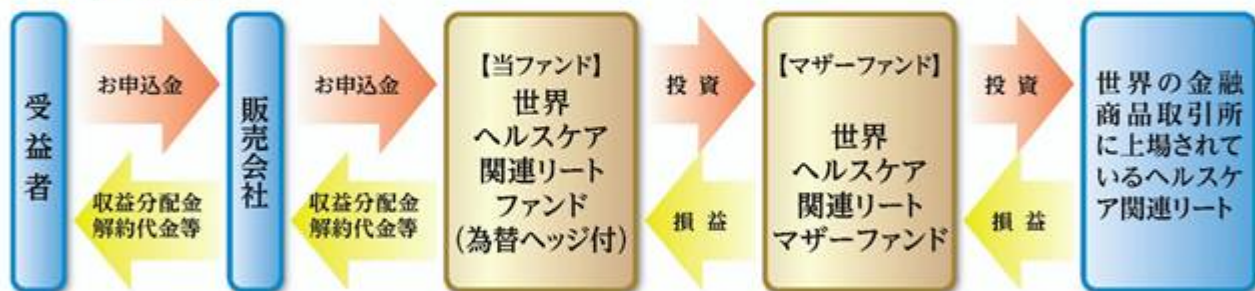 受益者
お申込金
収益分配金
解約代金等
販売会社
お申込金
収益分配金
解約代金等
【当ファンド】
世界
ヘルスケア
関連リート
ファンド
(為替ヘッジ付)
投資
損益
【マザーファンド】
世界
ヘルスケア
関連リート
マザーファンド
投資
損益
世界の金融
商品取引所
に上場されて
いるヘルスケ
ア関連リート